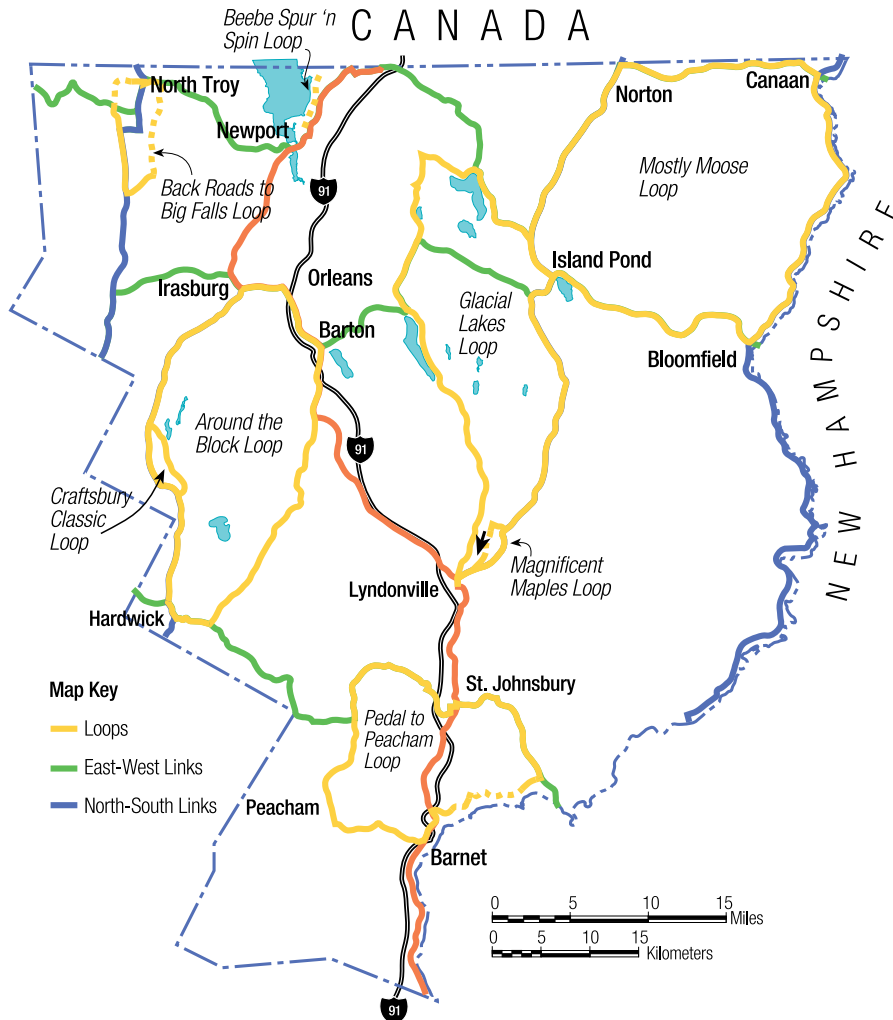 CANADA
Beebe Spur ‘n
Spin Loop
North Troy
Newport
Norton
Canaan
Mostly Moose
Loop
91
Back Roads to
Big Falls Loop
NEW HAMPSHIRE
Island Pond
Irasburg
Orleans
Glacial
Lakes
Loop
Barton
Bloomfield
Around the
Block Loop
91
Craftsbury
Classic
Loop
Magnificent
Maples Loop
Lyndonville
Hardwick
St. Johnsbury
Map Key
Loops
East-West Links
North-South Links
Pedal to
Peacham
Loop
Peacham
Barnet
0 5 10 15
Miles
0 5 10 15
Kilometers
91